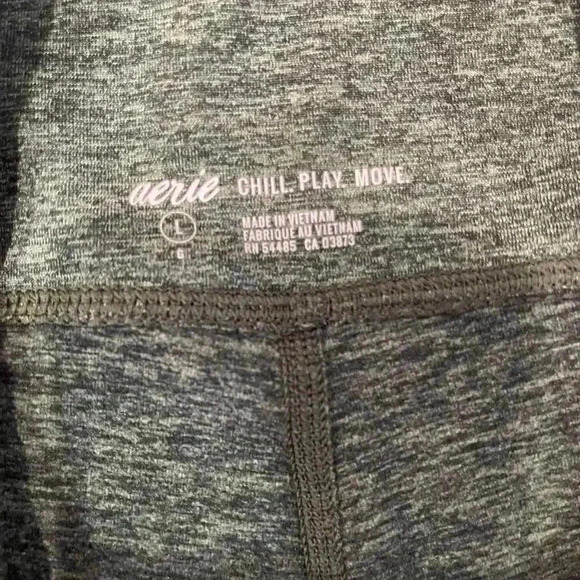 aerie CHILL. PLAY. MOVE.
L
G
MADE IN VIETNAM
FABRIQUE AU VIETNAM
RN 54485 CA 03873